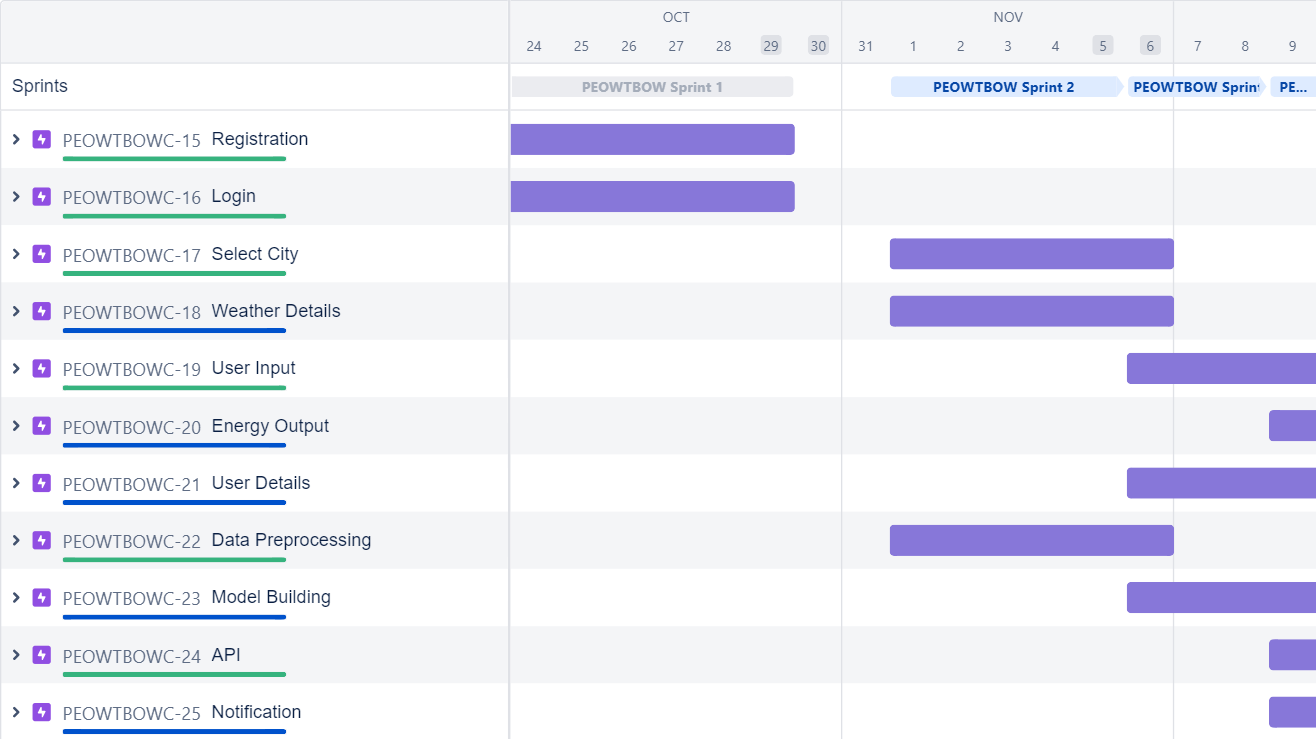 OCT NOV
24 25 26 27 28 29 30 31 1 2 3 4 5 6 7 8 9
Sprints PEOWTBOW Sprint 1 PEOWTBOW Sprint 2 PEOWTBOW Sprin PE...
PEOWTBOWC-15 Registration
PEOWTBOWC-16 Login
PEOWTBOWC-17 Select City
PEOWTBOWC-18 Weather Details
PEOWTBOWC-19 User Input
PEOWTBOWC-20 Energy Output
PEOWTBOWC-21 User Details
PEOWTBOWC-22 Data Preprocessing
PEOWTBOWC-23 Model Building
PEOWTBOWC-24 API
PEOWTBOWC-25 Notification